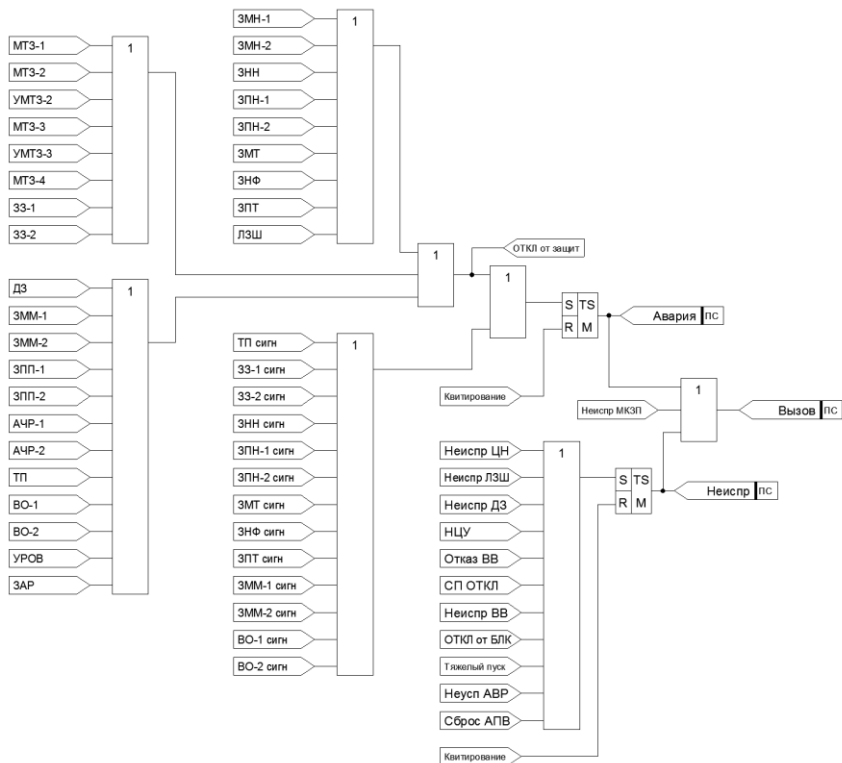 МТЗ-1
МТЗ-2
УМТЗ-2
МТЗ-3
УМТЗ-3
МТЗ-4
ЗЗ-1
ЗЗ-2
1
ЗМН-1
ЗМН-2
ЗНН
ЗПН-1
ЗПН-2
ЗМТ
ЗНФ
ЗПТ
ЛЗШ
1
ДЗ
ЗММ-1
ЗММ-2
ЗПП-1
ЗПП-2
АЧР-1
АЧР-2
ТП
ВО-1
ВО-2
УРОВ
ЗАР
1
1
ОТКЛ от защит
1
ТП сигн
ЗЗ-1 сигн
ЗЗ-2 сигн
ЗНН сигн
ЗПН-1 сигн
ЗПН-2 сигн
ЗМТ сигн
ЗНФ сигн
ЗПТ сигн
ЗММ-1 сигн
ЗММ-2 сигн
ВО-1 сигн
ВО-2 сигн
1
S TS
R M
Авария ПС
Квитирование
Неиспр МКЗП
1
Вызов ПС
Неиспр ЦН
Неиспр ЛЗШ
Неиспр ДЗ
НЦУ
Отказ ВВ
СП ОТКЛ
Неиспр ВВ
ОТКЛ от БЛК
Тяжелый пуск
Неусп АВР
Сброс АПВ
1
S TS
R M
Неиспр ПС
Квитирование